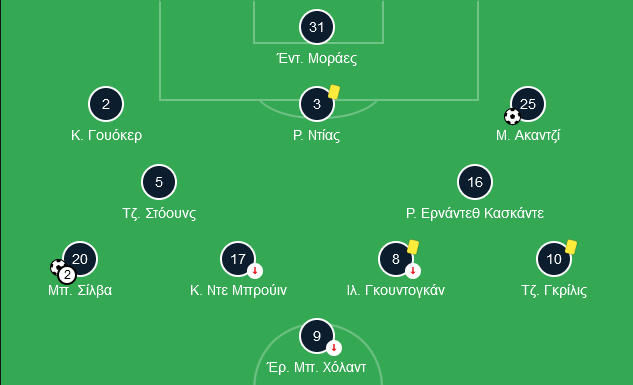 31
Έντ. Μοράες
2 3 25
Κ. Γουόκερ Ρ. Ντίας Μ. Ακαντζί
5 16
Τζ. Στόουνς Ρ. Ερνάντεθ Κασκάντε
20 17 8 10
2
Μπ. Σίλβα Κ. Ντε Μπρούιν Ιλ. Γκουντογκάν Τζ. Γκρίλις
9
Έρ. Μπ. Χόλαντ